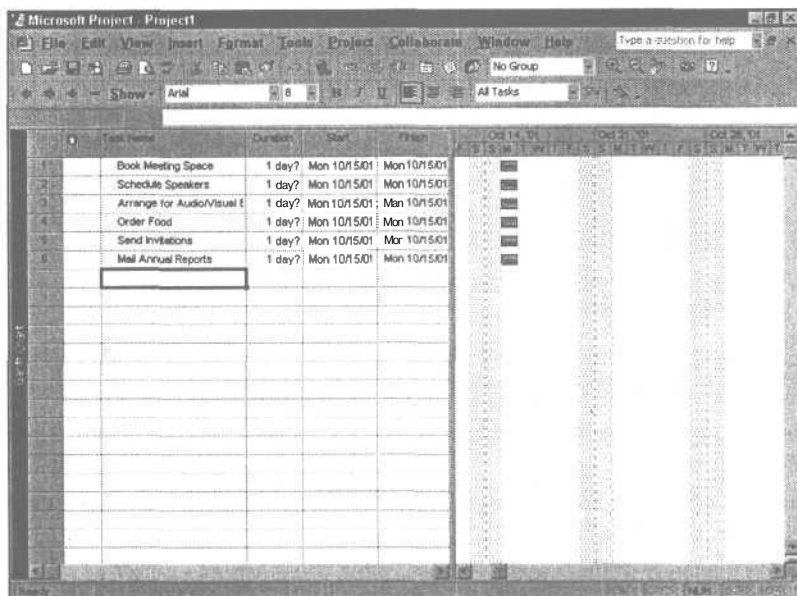 Microsoft Project - Project1
File Edit View Insert Format Tools Project Collaborate Window Help Type a question for help
No Group
Show Arial 8 B I U All Tasks
Task Name Duration Start Finish Oct 14, '01 Oct 21, '01 Oct 28, '01
F S S M T W T F S S M T W T F S S M T W T
1 Book Meeting Space 1 day? Mon 10/15/01 Mon 10/15/01
2 Schedule Speakers 1 day? Mon 10/15/01 Mon 10/15/01
3 Arrange for Audio/Visual E 1 day? Mon 10/15/01 Man 10/15/01
4 Order Food 1 day? Mon 10/15/01 Mon 10/15/01
5 Send Invitations 1 day? Mon 10/15/01 Mor 10/15/01
6 Mail Annual Reports 1 day? Mon 10/15/01 Mon 10/15/01
Gantt Chart
Ready NUM